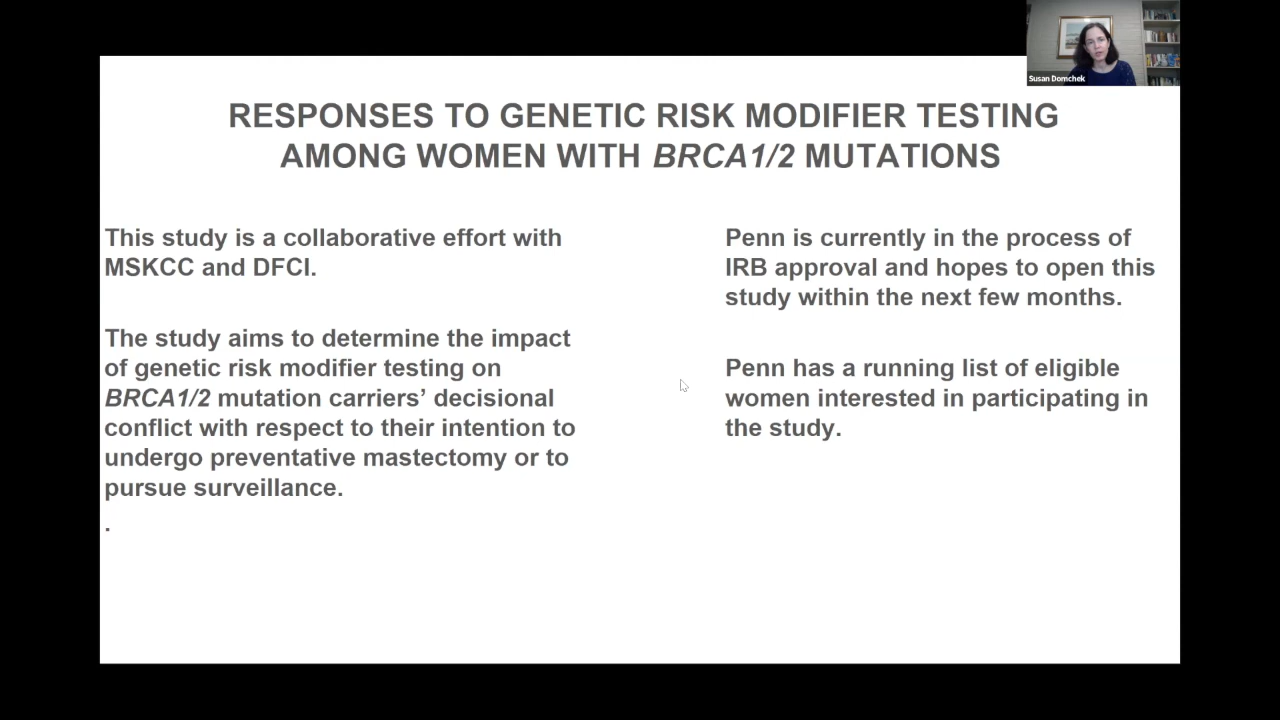 Susan Domchek
RESPONSES TO GENETIC RISK MODIFIER TESTING
AMONG WOMEN WITH BRCA1/2 MUTATIONS
This study is a collaborative effort with
MSKCC and DFCI.
The study aims to determine the impact
of genetic risk modifier testing on
BRCA1/2 mutation carriers’ decisional
conflict with respect to their intention to
undergo preventative mastectomy or to
pursue surveillance.
.
Penn is currently in the process of
IRB approval and hopes to open this
study within the next few months.
Penn has a running list of eligible
women interested in participating in
the study.